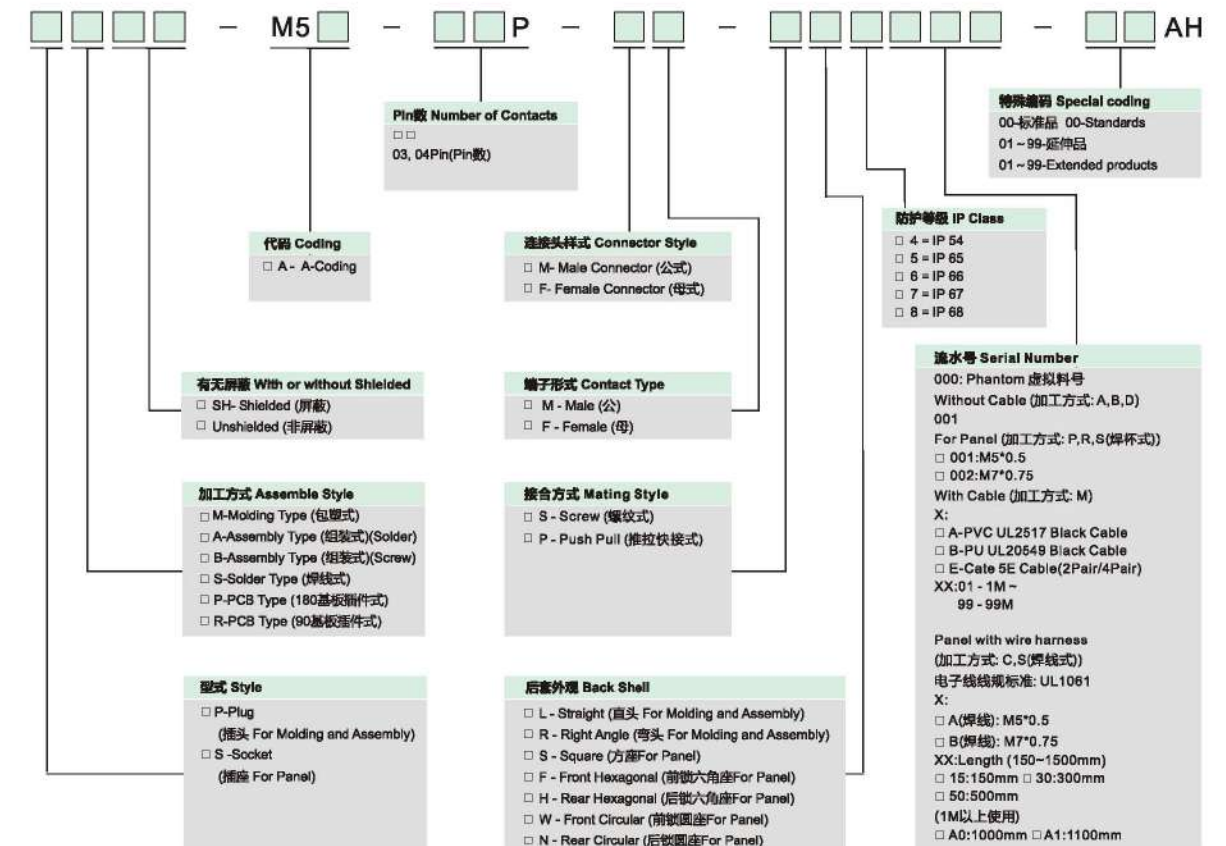 – M5 – P – – – AH
特殊编码 Special coding
00-标准品 00-Standards
01~99-延伸品
01~99-Extended products
Pin数 Number of Contacts
□□
03, 04Pin(Pin数)
防护等级 IP Class
□ 4 = IP 54
□ 5 = IP 65
□ 6 = IP 66
□ 7 = IP 67
□ 8 = IP 68
代码 Coding
□ A - A-Coding
连接头样式 Connector Style
□ M- Male Connector (公式)
□ F- Female Connector (母式)
有无屏蔽 With or without Shielded
□ SH- Shielded (屏蔽)
□ Unshielded (非屏蔽)
端子形式 Contact Type
□ M - Male (公)
□ F - Female (母)
加工方式 Assemble Style
□ M-Molding Type (包塑式)
□ A-Assembly Type (组装式)(Solder)
□ B-Assembly Type (组装式)(Screw)
□ S-Solder Type (焊线式)
□ P-PCB Type (180基板插件式)
□ R-PCB Type (90基板插件式)
接合方式 Mating Style
□ S - Screw (螺纹式)
□ P - Push Pull (推拉快接式)
型式 Style
□ P-Plug
(插头 For Molding and Assembly)
□ S -Socket
(插座 For Panel)
后套外观 Back Shell
□ L - Straight (直头 For Molding and Assembly)
□ R - Right Angle (弯头 For Molding and Assembly)
□ S - Square (方座For Panel)
□ F - Front Hexagonal (前锁六角座For Panel)
□ H - Rear Hexagonal (后锁六角座For Panel)
□ W - Front Circular (前锁圆座For Panel)
□ N - Rear Circular (后锁圆座For Panel)
流水号 Serial Number
000: Phantom 虚拟料号
Without Cable (加工方式: A,B,D)
001
For Panel (加工方式: P,R,S(焊杯式))
□ 001:M5*0.5
□ 002:M7*0.75
With Cable (加工方式: M)
X:
□ A-PVC UL2517 Black Cable
□ B-PU UL20549 Black Cable
□ E-Cate 5E Cable(2Pair/4Pair)
XX:01 - 1M ~
99 - 99M
Panel with wire harness
(加工方式: C,S(焊线式))
电子线线规标准: UL1061
X:
□ A(焊线): M5*0.5
□ B(焊线): M7*0.75
XX:Length (150~1500mm)
□ 15:150mm □ 30:300mm
□ 50:500mm
(1M以上使用)
□ A0:1000mm □ A1:1100mm